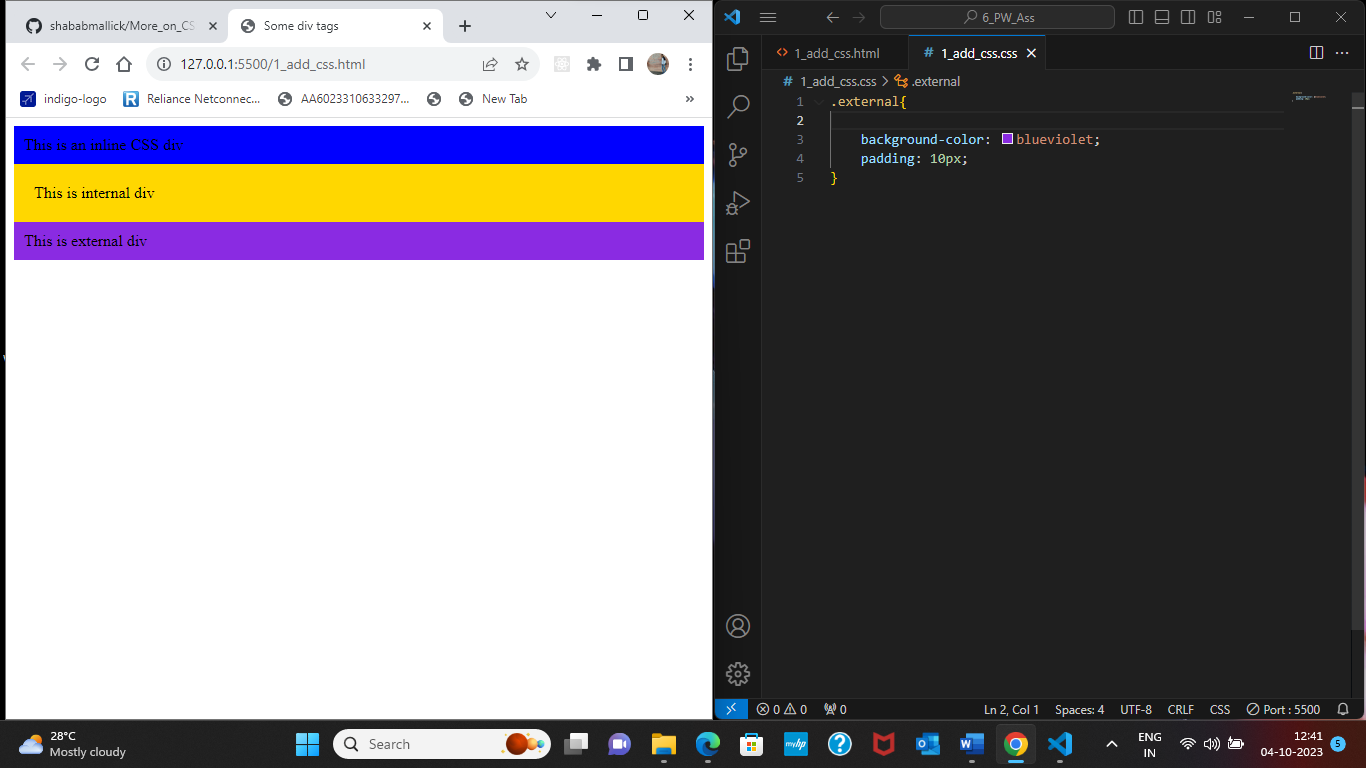 shababmallick/More_on_CS
Some div tags
127.0.0.1:5500/1_add_css.html
indigo-logo
Reliance Netconnec...
AA6023310633297...
New Tab
»
This is an inline CSS div
This is internal div
This is external div
6_PW_Ass
1_add_css.html
# 1_add_css.css
# 1_add_css.css > .external
1 .external{
2
3 background-color: blueviolet;
4 padding: 10px;
5 }
0 0 0
Ln 2, Col 1 Spaces: 4 UTF-8 CRLF CSS Port : 5500
28°C
Mostly cloudy
Search
myhp
ENG
IN
12:41
04-10-2023
5